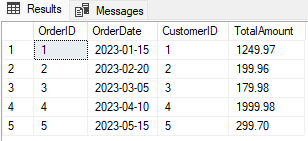 Results Messages
OrderID OrderDate CustomerID TotalAmount
1 1 2023-01-15 1 1249.97
2 2 2023-02-20 2 199.96
3 3 2023-03-05 3 179.98
4 4 2023-04-10 4 1999.98
5 5 2023-05-15 5 299.70